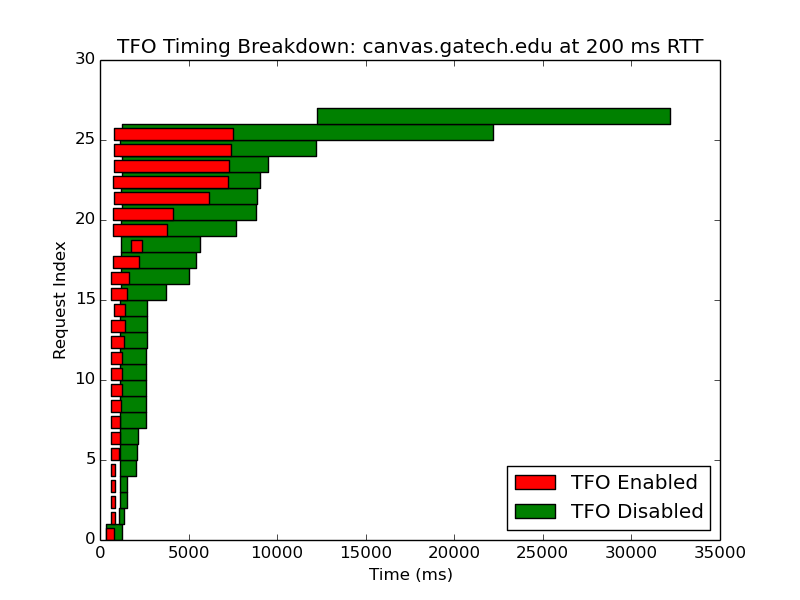 TFO Timing Breakdown: canvas.gatech.edu at 200 ms RTT
30
25
20
15
10
5
0
Request Index
TFO Enabled
TFO Disabled
0 5000 10000 15000 20000 25000 30000 35000
Time (ms)